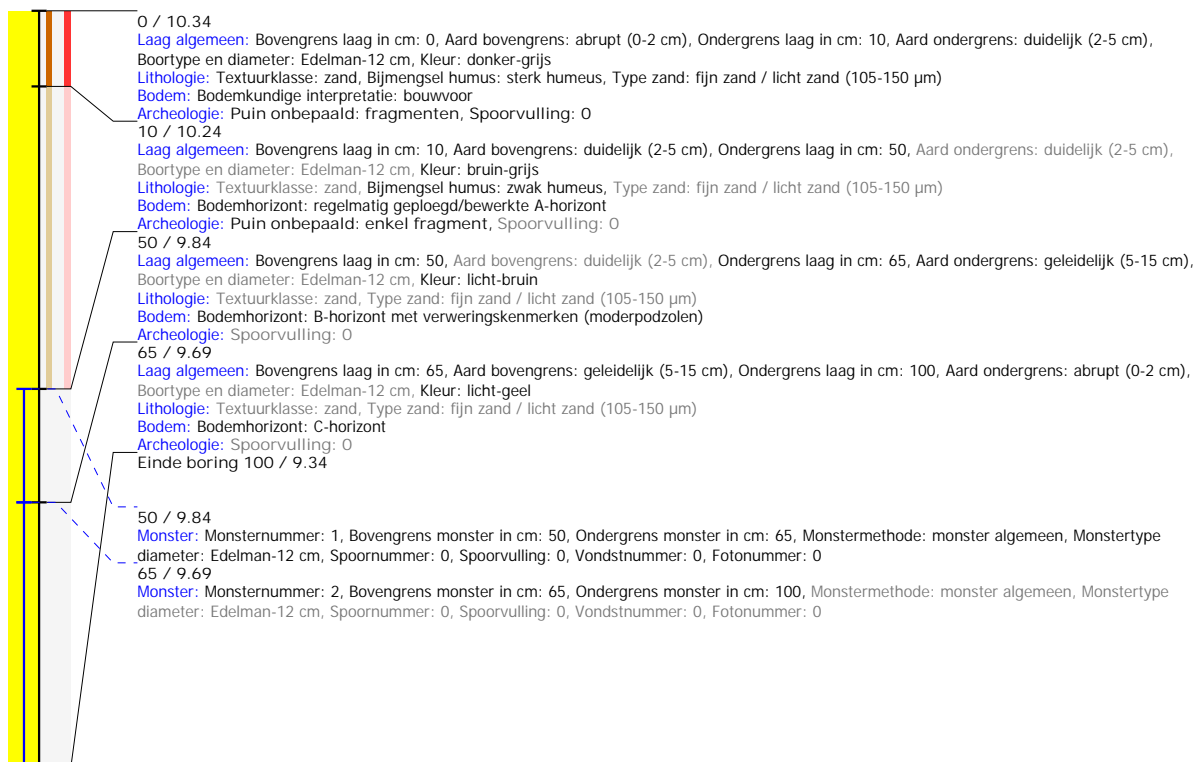 0 / 10.34
Laag algemeen: Bovengrens laag in cm: 0, Aard bovengrens: abrupt (0-2 cm), Ondergrens laag in cm: 10, Aard ondergrens: duidelijk (2-5 cm),
Boortype en diameter: Edelman-12 cm, Kleur: donker-grijs
Lithologie: Textuurklasse: zand, Bijmengsel humus: sterk humeus, Type zand: fijn zand / licht zand (105-150 µm)
Bodem: Bodemkundige interpretatie: bouwvoor
Archeologie: Puin onbepaald: fragmenten, Spoorvulling: 0
10 / 10.24
Laag algemeen: Bovengrens laag in cm: 10, Aard bovengrens: duidelijk (2-5 cm), Ondergrens laag in cm: 50, Aard ondergrens: duidelijk (2-5 cm),
Boortype en diameter: Edelman-12 cm, Kleur: bruin-grijs
Lithologie: Textuurklasse: zand, Bijmengsel humus: zwak humeus, Type zand: fijn zand / licht zand (105-150 µm)
Bodem: Bodemhorizont: regelmatig geploegd/bewerkte A-horizont
Archeologie: Puin onbepaald: enkel fragment, Spoorvulling: 0
50 / 9.84
Laag algemeen: Bovengrens laag in cm: 50, Aard bovengrens: duidelijk (2-5 cm), Ondergrens laag in cm: 65, Aard ondergrens: geleidelijk (5-15 cm),
Boortype en diameter: Edelman-12 cm, Kleur: licht-bruin
Lithologie: Textuurklasse: zand, Type zand: fijn zand / licht zand (105-150 µm)
Bodem: Bodemhorizont: B-horizont met verweringskenmerken (moderpodzolen)
Archeologie: Spoorvulling: 0
65 / 9.69
Laag algemeen: Bovengrens laag in cm: 65, Aard bovengrens: geleidelijk (5-15 cm), Ondergrens laag in cm: 100, Aard ondergrens: abrupt (0-2 cm),
Boortype en diameter: Edelman-12 cm, Kleur: licht-geel
Lithologie: Textuurklasse: zand, Type zand: fijn zand / licht zand (105-150 µm)
Bodem: Bodemhorizont: C-horizont
Archeologie: Spoorvulling: 0
Einde boring 100 / 9.34
50 / 9.84
Monster: Monsternummer: 1, Bovengrens monster in cm: 50, Ondergrens monster in cm: 65, Monstermethode: monster algemeen, Monstertype
diameter: Edelman-12 cm, Spoornummer: 0, Spoorvulling: 0, Vondstnummer: 0, Fotonummer: 0
65 / 9.69
Monster: Monsternummer: 2, Bovengrens monster in cm: 65, Ondergrens monster in cm: 100, Monstermethode: monster algemeen, Monstertype
diameter: Edelman-12 cm, Spoornummer: 0, Spoorvulling: 0, Vondstnummer: 0, Fotonummer: 0